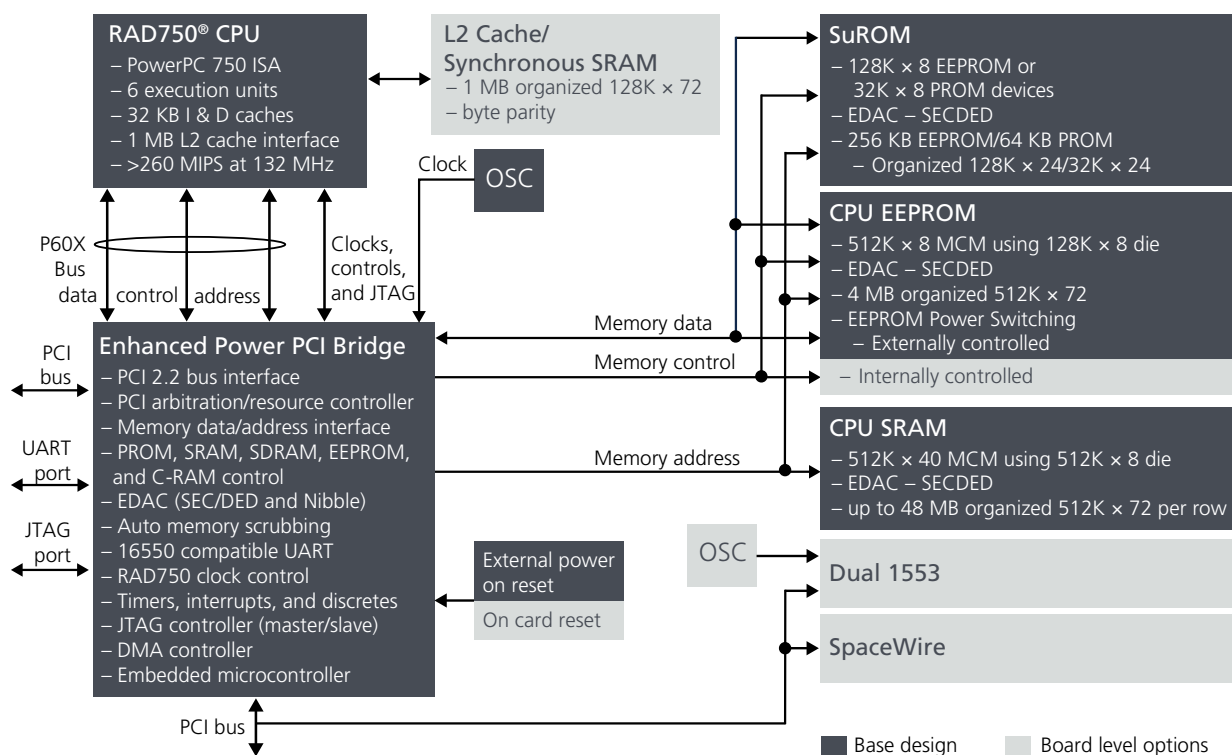 RAD750® CPU
– PowerPC 750 ISA
– 6 execution units
– 32 KB I & D caches
– 1 MB L2 cache interface
– >260 MIPS at 132 MHz
L2 Cache/
Synchronous SRAM
– 1 MB organized 128K × 72
– byte parity
SuROM
– 128K × 8 EEPROM or
32K × 8 PROM devices
– EDAC – SECDED
– 256 KB EEPROM/64 KB PROM
– Organized 128K × 24/32K × 24
Clock
OSC
P60X
Bus
data
control
address
Clocks,
controls,
and JTAG
CPU EEPROM
– 512K × 8 MCM using 128K × 8 die
– EDAC – SECDED
– 4 MB organized 512K × 72
– EEPROM Power Switching
– Externally controlled
– Internally controlled
Memory data
Memory control
Memory address
PCI
bus
UART
port
JTAG
port
Enhanced Power PCI Bridge
– PCI 2.2 bus interface
– PCI arbitration/resource controller
– Memory data/address interface
– PROM, SRAM, SDRAM, EEPROM,
and C-RAM control
– EDAC (SEC/DED and Nibble)
– Auto memory scrubbing
– 16550 compatible UART
– RAD750 clock control
– Timers, interrupts, and discretes
– JTAG controller (master/slave)
– DMA controller
– Embedded microcontroller
CPU SRAM
– 512K × 40 MCM using 512K × 8 die
– EDAC – SECDED
– up to 48 MB organized 512K × 72 per row
External power
on reset
On card reset
OSC
Dual 1553
SpaceWire
PCI bus
Base design
Board level options